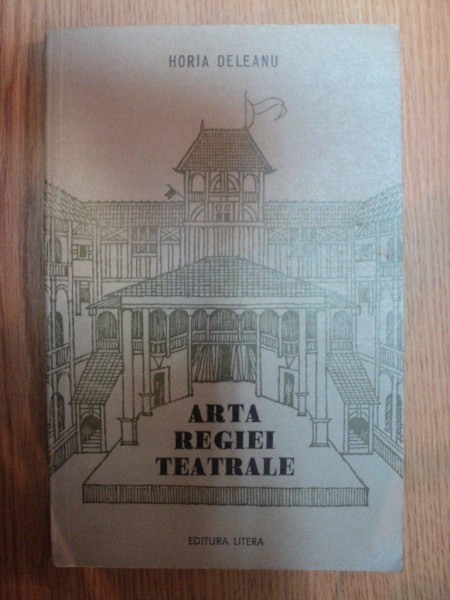 HORIA DELEANU
ARTA
REGIEI
TEATRALE
EDITURA LITERA